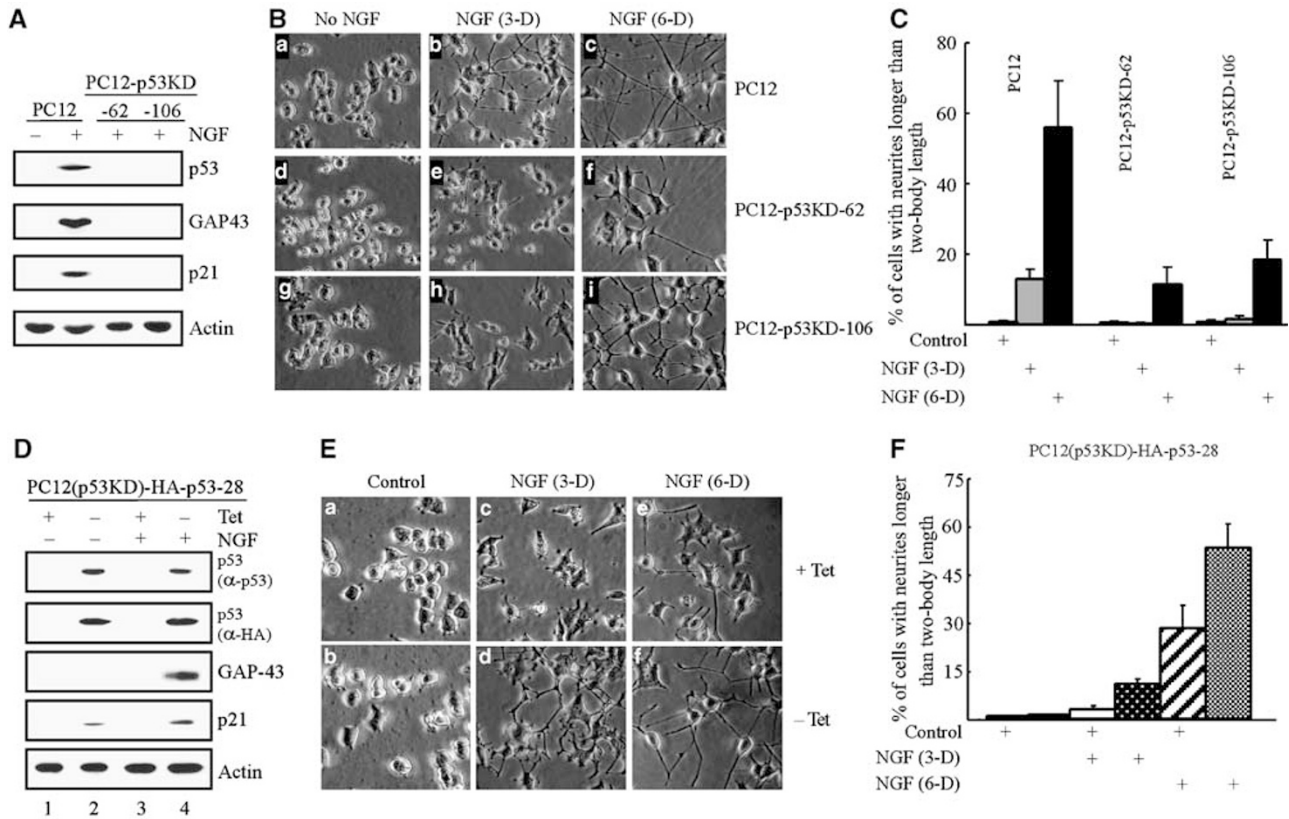 A
PC12-p53KD
PC12 -62 -106
– + + + NGF
p53
GAP43
p21
Actin
B
No NGF NGF (3-D) NGF (6-D)
a b c PC12
d e f PC12-p53KD-62
g h i PC12-p53KD-106
C
% of cells with neurites longer than
two-body length
80
60
40
20
PC12
PC12-p53KD-62
PC12-p53KD-106
Control + + +
NGF (3-D) + + +
NGF (6-D) + + +
D
PC12(p53KD)-HA-p53-28
+ – + – Tet
– – + + NGF
p53
(α-p53)
p53
(α-HA)
GAP-43
p21
Actin
1 2 3 4
E
Control NGF (3-D) NGF (6-D)
a c e + Tet
b d f – Tet
F
PC12(p53KD)-HA-p53-28
% of cells with neurites longer
than two-body length
75
60
45
30
15
Control + + +
NGF (3-D) + +
NGF (6-D) + +